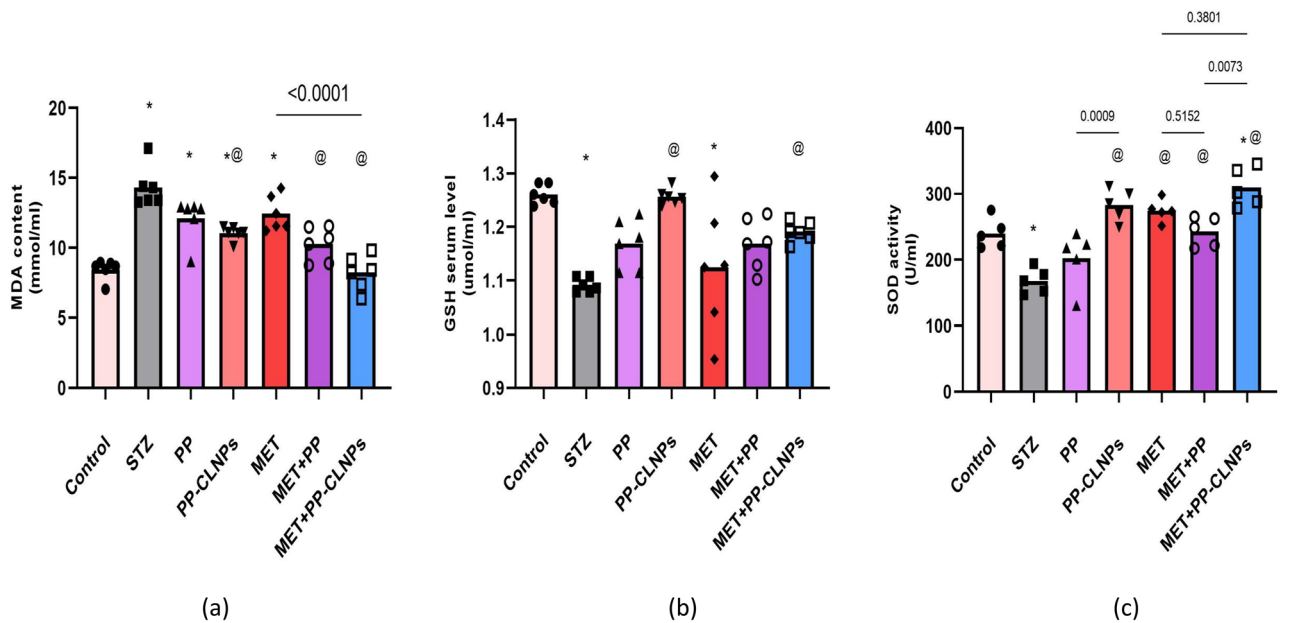 <0.0001
20
15
10
5
0
MDA content
(mmol/ml)
*
*
*@
*
@
@
Control
STZ
PP
PP-CLNPs
MET
MET+PP
MET+PP-CLNPs
(a)
1.4
1.3
1.2
1.1
1.0
0.9
GSH serum level
(umol/ml)
*
@
*
@
Control
STZ
PP
PP-CLNPs
MET
MET+PP
MET+PP-CLNPs
(b)
0.3801
0.0073
0.0009
0.5152
400
300
200
100
0
SOD activity
(U/ml)
*
@
@
@
*@
Control
STZ
PP
PP-CLNPs
MET
MET+PP
MET+PP-CLNPs
(c)